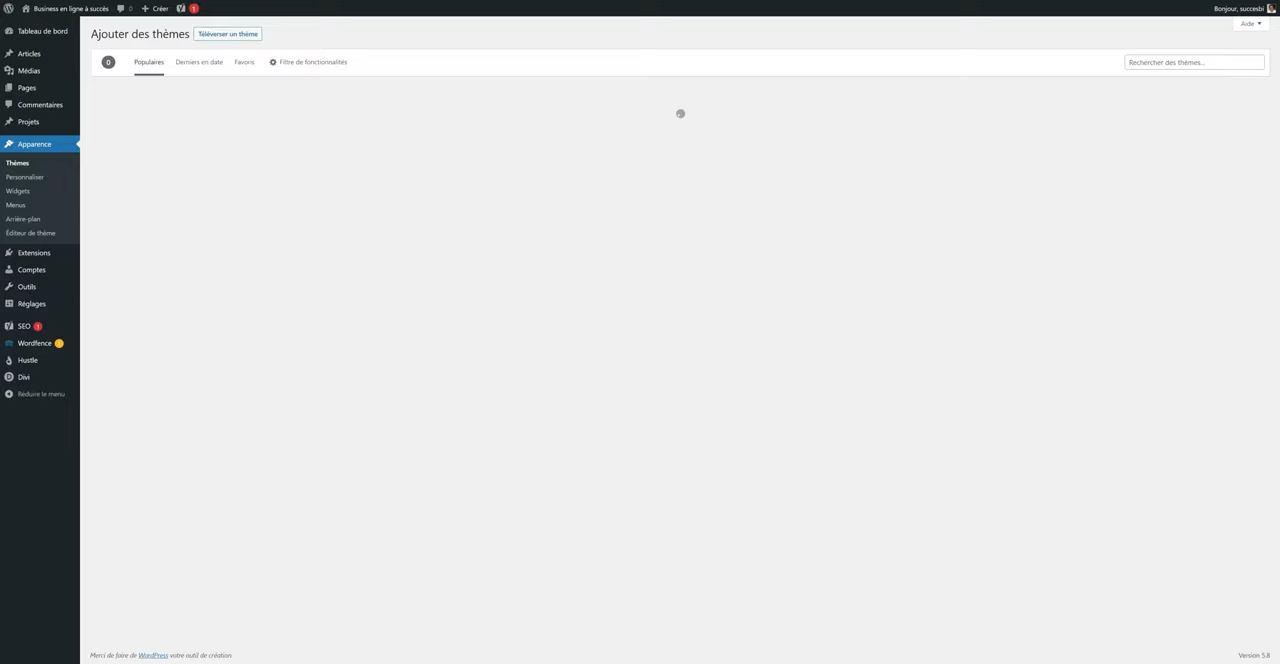 Business en ligne à succès 0 Créer 1 Bonjour, succesbi
Tableau de bord
Articles
Médias
Pages
Commentaires
Projets
Apparence
Thèmes
Personnaliser
Widgets
Menus
Arrière-plan
Éditeur de thème
Extensions
Comptes
Outils
Réglages
SEO 1
Wordfence 1
Hustle
Divi
Réduire le menu
Aide
Ajouter des thèmes Téléverser un thème
0 Populaires Derniers en date Favoris Filtre de fonctionnalités Rechercher des thèmes...
Merci de faire de WordPress votre outil de création. Version 5.8